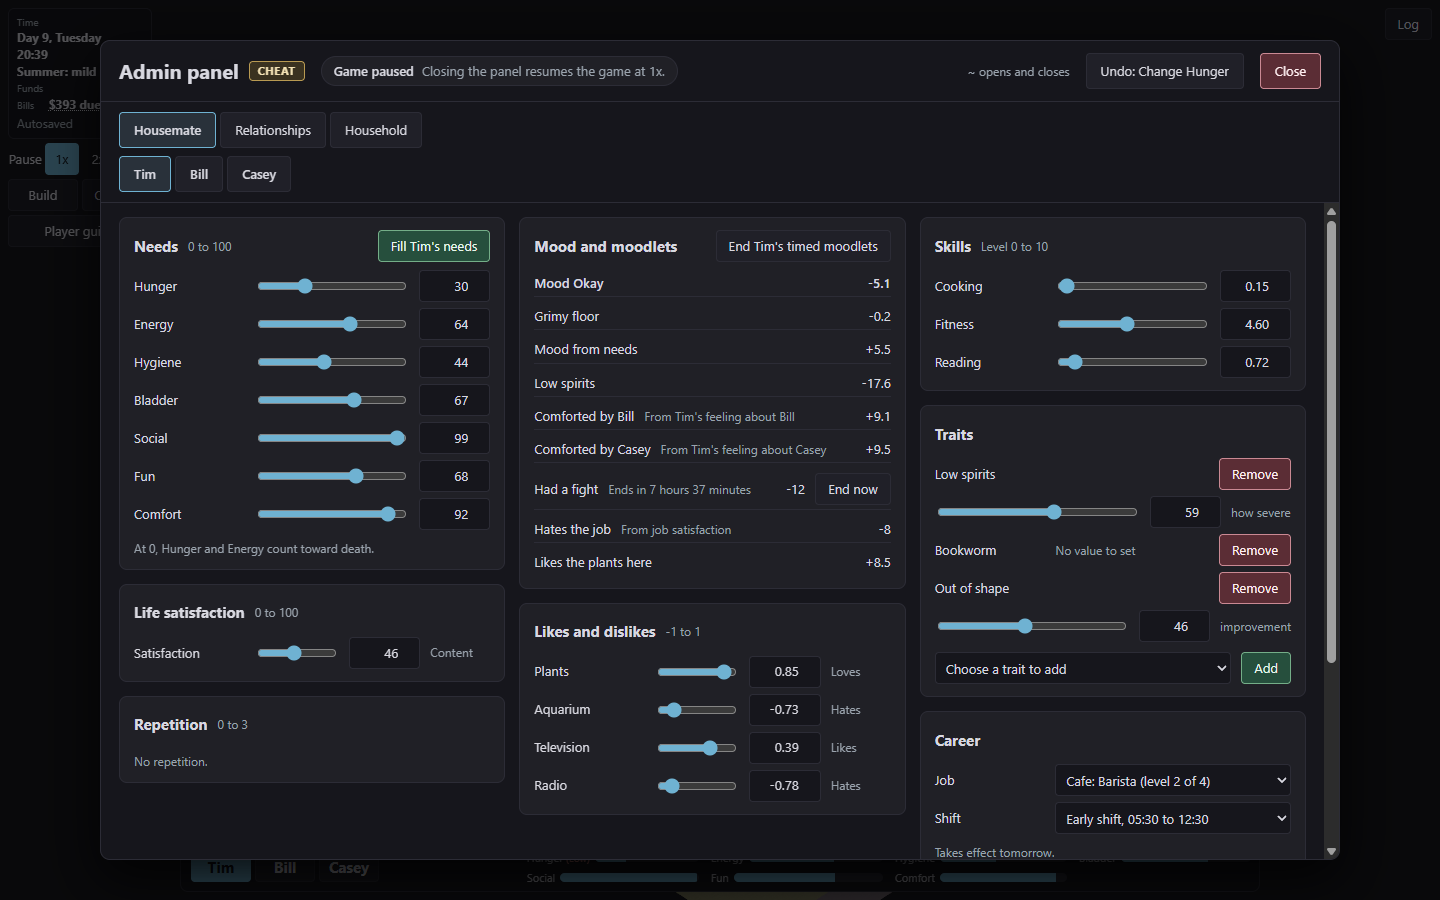 Time
Day 9, Tuesday
20:39
Summer: mild
Funds
Bills $393 due
Autosaved
Pause 1x
Build
Log
Admin panel CHEAT Game paused Closing the panel resumes the game at 1x. ~ opens and closes Undo: Change Hunger Close
Housemate Relationships Household
Tim Bill Casey
Needs 0 to 100 Fill Tim's needs
Hunger 30
Energy 64
Hygiene 44
Bladder 67
Social 99
Fun 68
Comfort 92
At 0, Hunger and Energy count toward death.
Life satisfaction 0 to 100
Satisfaction 46 Content
Repetition 0 to 3
No repetition.
Mood and moodlets End Tim's timed moodlets
Mood Okay -5.1
Grimy floor -0.2
Mood from needs +5.5
Low spirits -17.6
Comforted by Bill From Tim's feeling about Bill +9.1
Comforted by Casey From Tim's feeling about Casey +9.5
Had a fight Ends in 7 hours 37 minutes -12 End now
Hates the job From job satisfaction -8
Likes the plants here +8.5
Likes and dislikes -1 to 1
Plants 0.85 Loves
Aquarium -0.73 Hates
Television 0.39 Likes
Radio -0.78 Hates
Skills Level 0 to 10
Cooking 0.15
Fitness 4.60
Reading 0.72
Traits
Low spirits Remove
59 how severe
Bookworm No value to set Remove
Out of shape Remove
46 improvement
Choose a trait to add Add
Career
Job Cafe: Barista (level 2 of 4)
Shift Early shift, 05:30 to 12:30
Takes effect tomorrow.
Tim Bill Casey
Social Fun Comfort